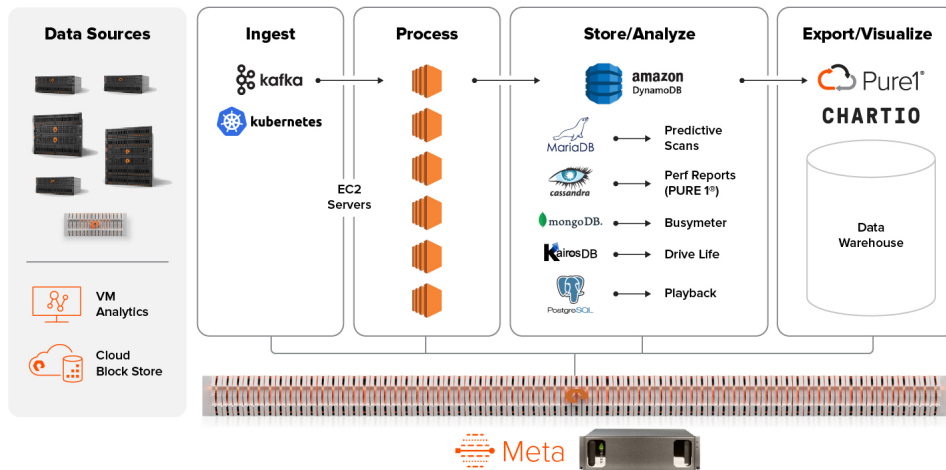 Data Sources
VM
Analytics
Cloud
Block Store
Ingest
kafka
kubernetes
EC2
Servers
Process
Store/Analyze
amazon
DynamoDB
MariaDB
Predictive
Scans
cassandra
Perf Reports
(PURE 1®)
mongoDB.
Busymeter
KairosDB
Drive Life
PostgreSQL
Playback
Export/Visualize
Pure1®
CHARTIO
Data
Warehouse
Meta